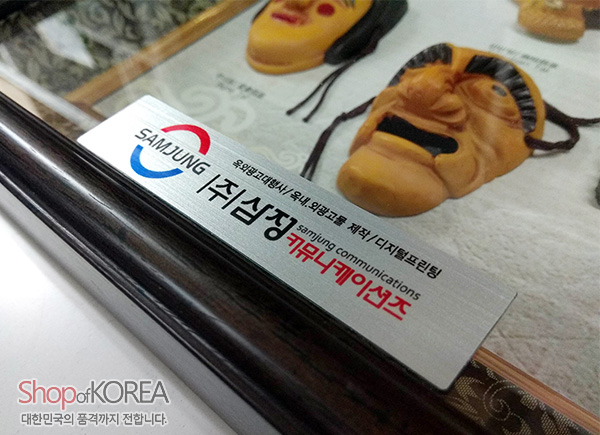 SAMJUNG
옥외광고대행사/옥내.외광고물 제작/디지털프린팅
(주)삼정
samjung communications
커뮤니케이션즈
Shop of KOREA
대한민국의 품격까지 전합니다.